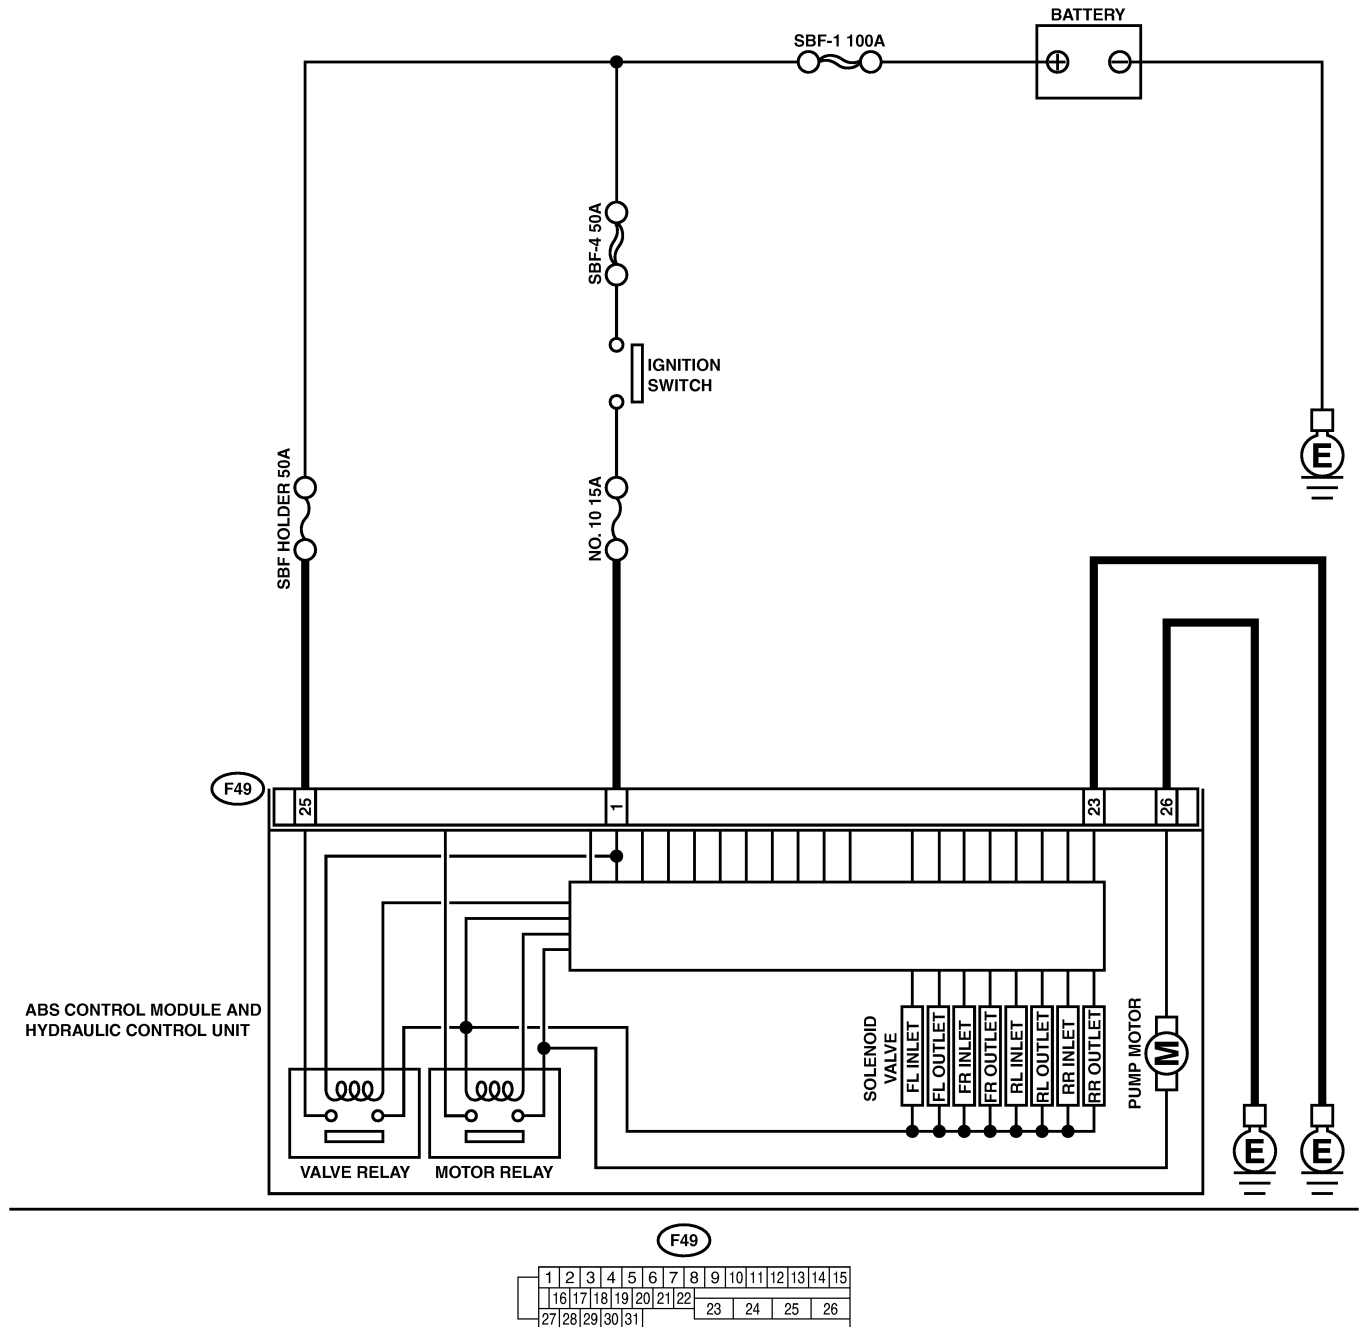 BATTERY
SBF-1 100A
SBF-4 50A
IGNITION
SWITCH
E
SBF HOLDER 50A
NO. 10 15A
F49
25
1
23
26
ABS CONTROL MODULE AND
HYDRAULIC CONTROL UNIT
SOLENOID
VALVE
FL INLET
FL OUTLET
FR INLET
FR OUTLET
RL INLET
RL OUTLET
RR INLET
RR OUTLET
PUMP MOTOR
M
E
E
VALVE RELAY
MOTOR RELAY
F49
1 2 3 4 5 6 7 8 9 10 11 12 13 14 15
16 17 18 19 20 21 22
23 24 25 26
27 28 29 30 31